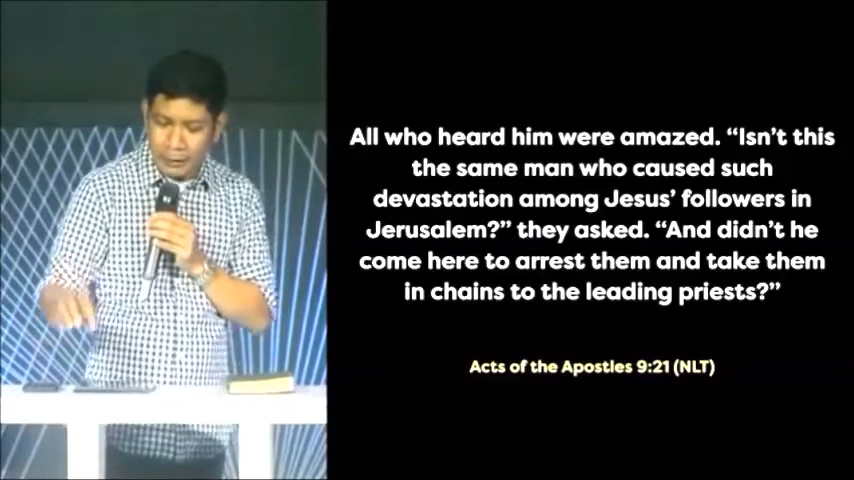 All who heard him were amazed. “Isn’t this
the same man who caused such
devastation among Jesus’ followers in
Jerusalem?” they asked. “And didn’t he
come here to arrest them and take them
in chains to the leading priests?”
Acts of the Apostles 9:21 (NLT)